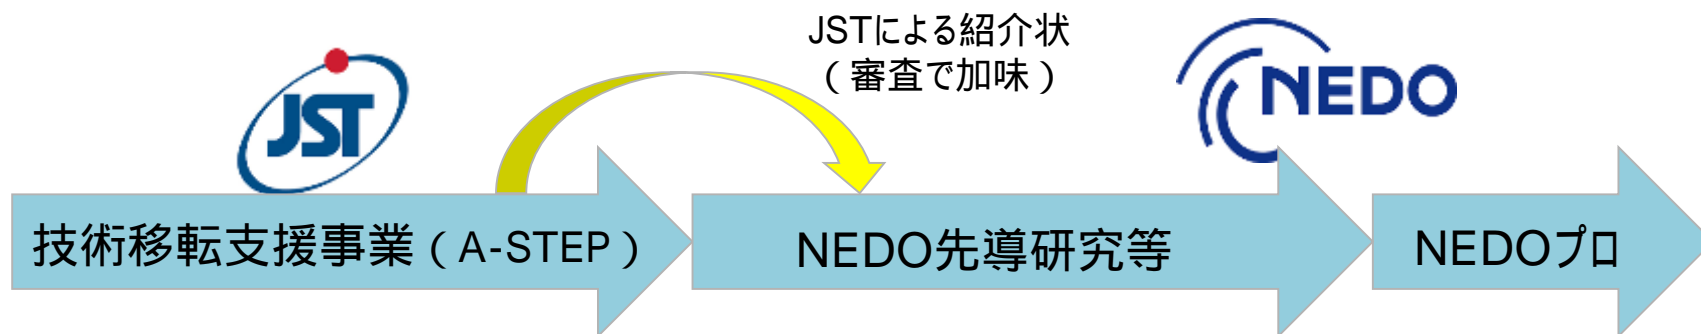 JSTによる紹介状
（審査で加味）
JST
NEDO
技術移転支援事業（A-STEP）
NEDO先導研究等
NEDOプロ